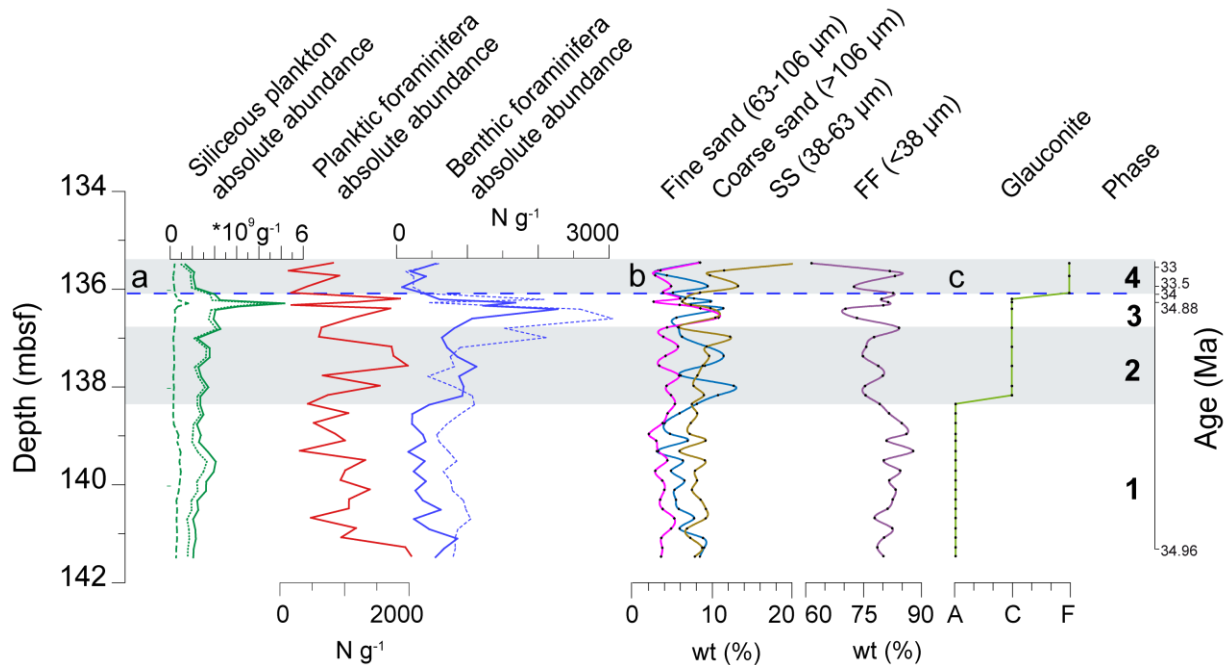 Siliceous plankton
absolute abundance
Planktic foraminifera
absolute abundance
Benthic foraminifera
absolute abundance
Fine sand (63-106 µm)
Coarse sand (>106 µm)
SS (38-63 µm)
FF (<38 µm)
Glauconite
Phase
0 *10⁹g⁻¹ 6
N g⁻¹
0 3000
Depth (mbsf)
134
136
138
140
142
a
b
c
4
3
2
1
33
33.5
34
34.88
34.96
Age (Ma)
0 2000
N g⁻¹
0 10 20
wt (%)
60 75 90
wt (%)
A C F